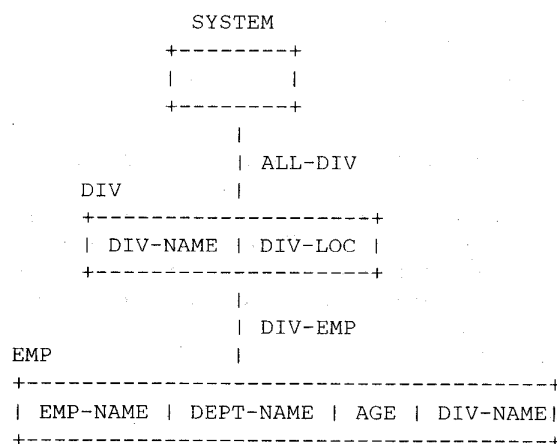 SYSTEM
ALL-DIV
DIV
DIV-NAME | DIV-LOC
DIV-EMP
EMP
EMP-NAME | DEPT-NAME | AGE | DIV-NAME